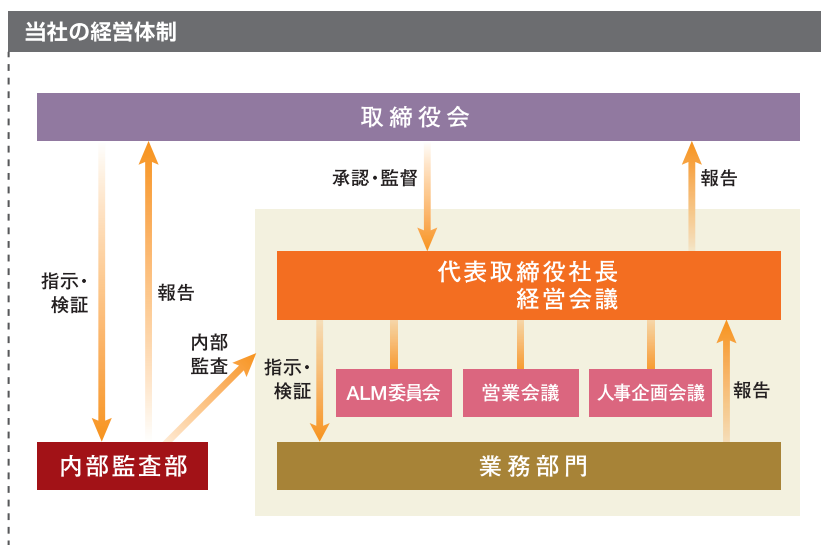 当社の経営体制
取締役会
承認・監督
報告
指示・
検証
報告
代表取締役社長
経営会議
内部
監査
指示・
検証
ALM委員会
営業会議
人事企画会議
報告
内部監査部
業務部門